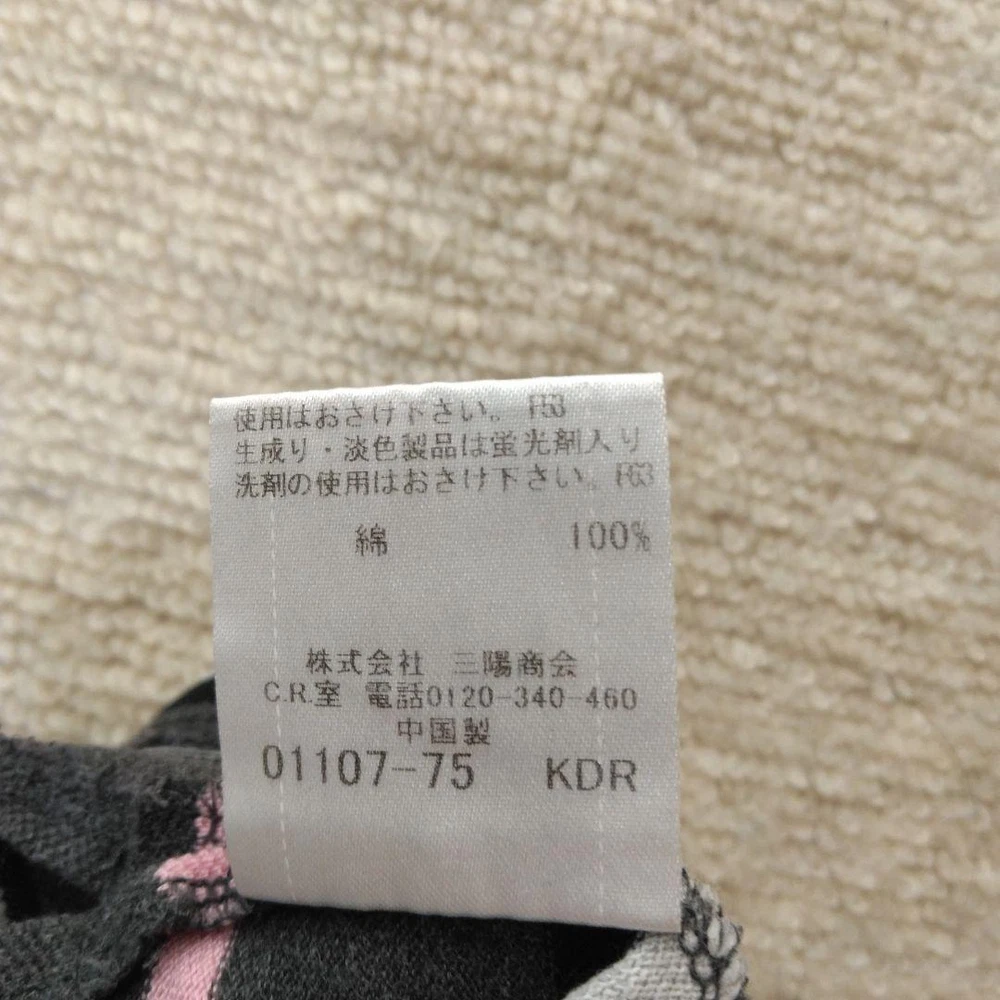 使用はおさけ下さい。 F53
生成り・淡色製品は蛍光剤入り
洗剤の使用はおさけ下さい。F63
綿 100%
株式会社 三陽商会
C.R.室 電話0120-340-460
中国製
01107-75 KDR